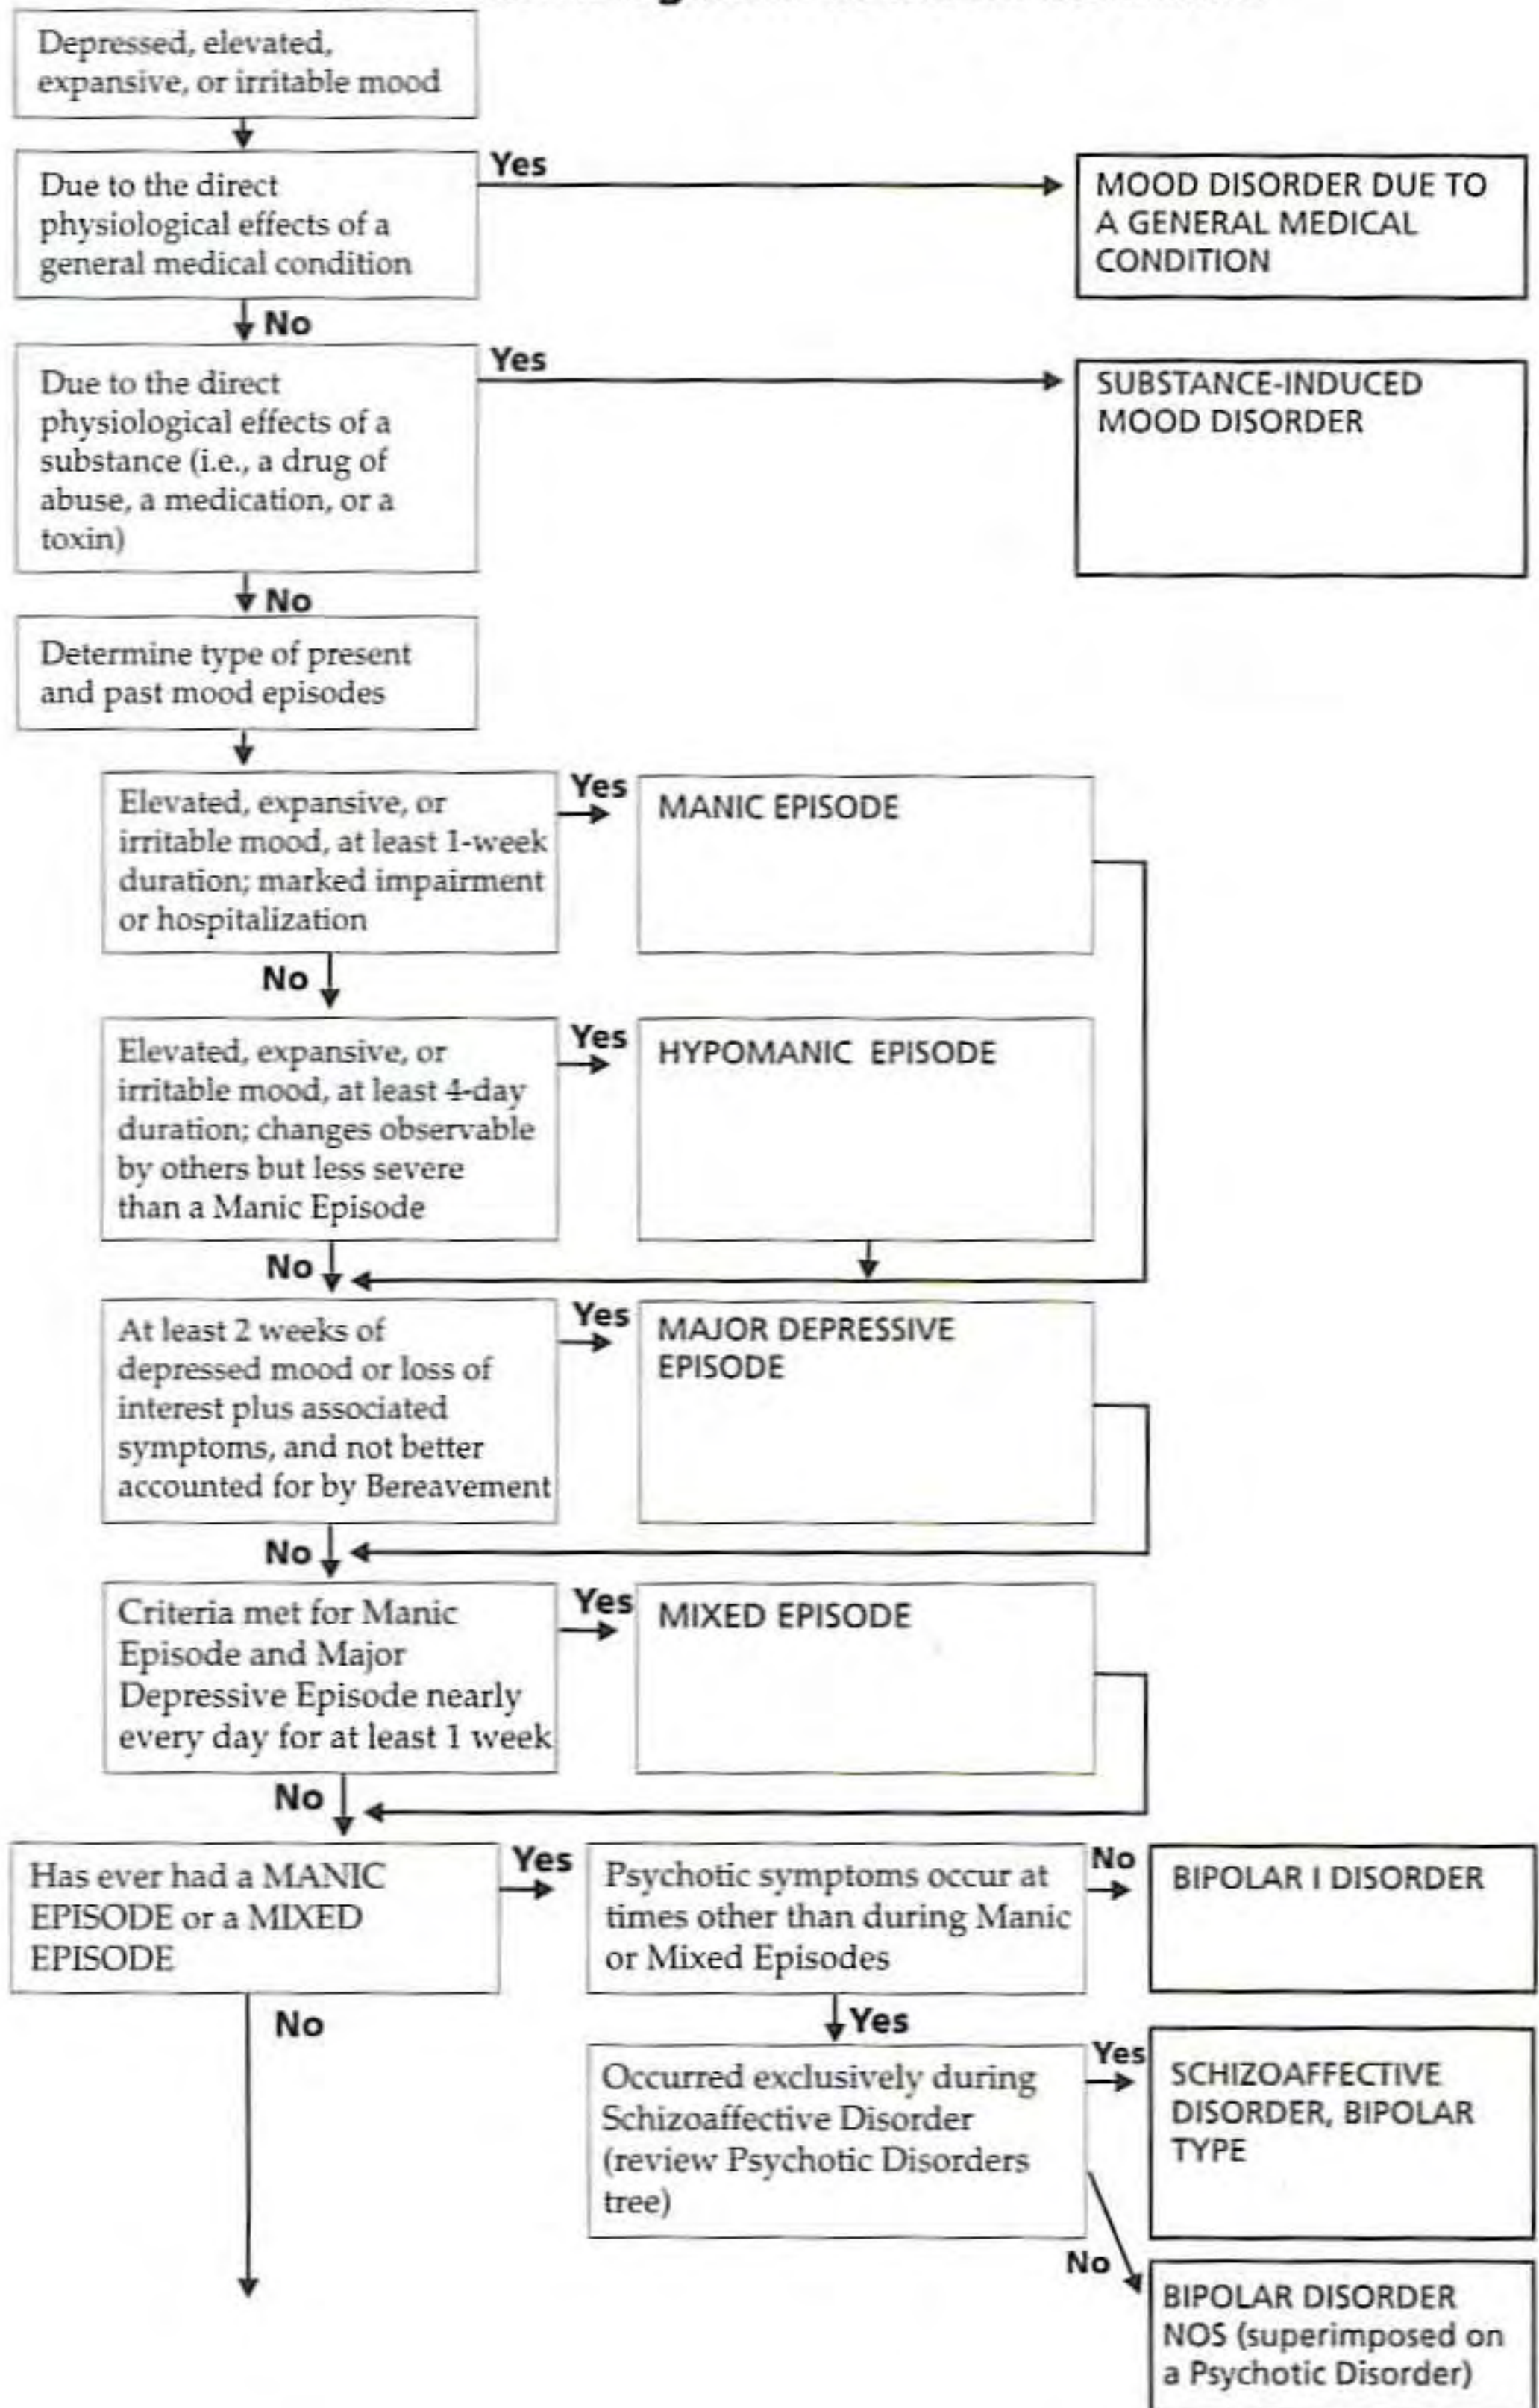 Depressed, elevated,
expansive, or irritable mood
Due to the direct
physiological effects of a
general medical condition
Yes
MOOD DISORDER DUE TO
A GENERAL MEDICAL
CONDITION
No
Due to the direct
physiological effects of a
substance (i.e., a drug of
abuse, a medication, or a
toxin)
Yes
SUBSTANCE-INDUCED
MOOD DISORDER
No
Determine type of present
and past mood episodes
Elevated, expansive, or
irritable mood, at least 1-week
duration; marked impairment
or hospitalization
Yes
MANIC EPISODE
No
Elevated, expansive, or
irritable mood, at least 4-day
duration; changes observable
by others but less severe
than a Manic Episode
Yes
HYPOMANIC EPISODE
No
At least 2 weeks of
depressed mood or loss of
interest plus associated
symptoms, and not better
accounted for by Bereavement
Yes
MAJOR DEPRESSIVE
EPISODE
No
Criteria met for Manic
Episode and Major
Depressive Episode nearly
every day for at least 1 week
Yes
MIXED EPISODE
No
Has ever had a MANIC
EPISODE or a MIXED
EPISODE
Yes
Psychotic symptoms occur at
times other than during Manic
or Mixed Episodes
No
BIPOLAR I DISORDER
No
Yes
Occurred exclusively during
Schizoaffective Disorder
(review Psychotic Disorders
tree)
Yes
SCHIZOAFFECTIVE
DISORDER, BIPOLAR
TYPE
No
BIPOLAR DISORDER
NOS (superimposed on
a Psychotic Disorder)